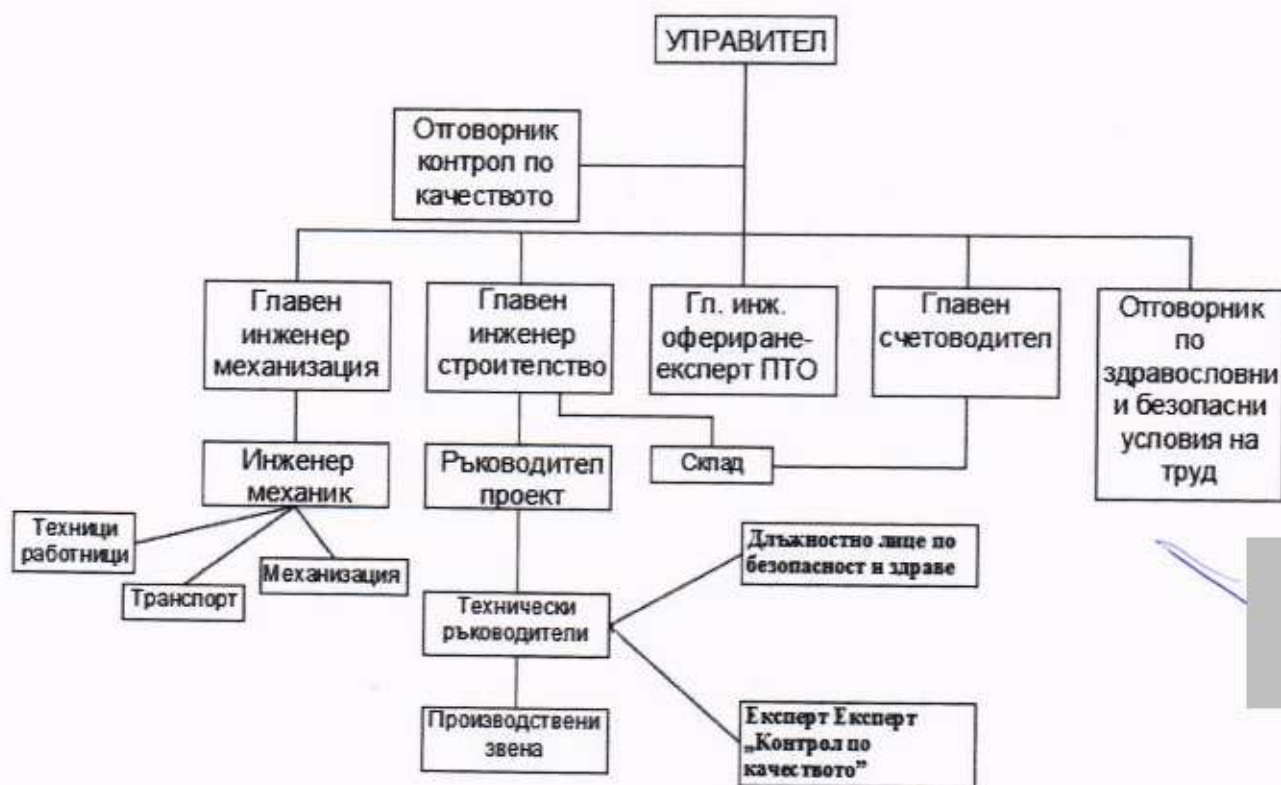 УПРАВИТЕЛ
Отговорник
контрол по
качеството
Главен
инженер
механизация
Главен
инженер
строителство
Гл. инж.
офериране-
експерт ПТО
Главен
счетоводител
Отговорник
по
здравословни
и безопасни
условия на
труд
Инженер
механик
Ръководител
проект
Склад
Техници
работници
Транспорт
Механизация
Технически
ръководители
Длъжностно лице по
безопасност и здраве
Производствени
звена
Експерт Експерт
„Контрол по
качеството”